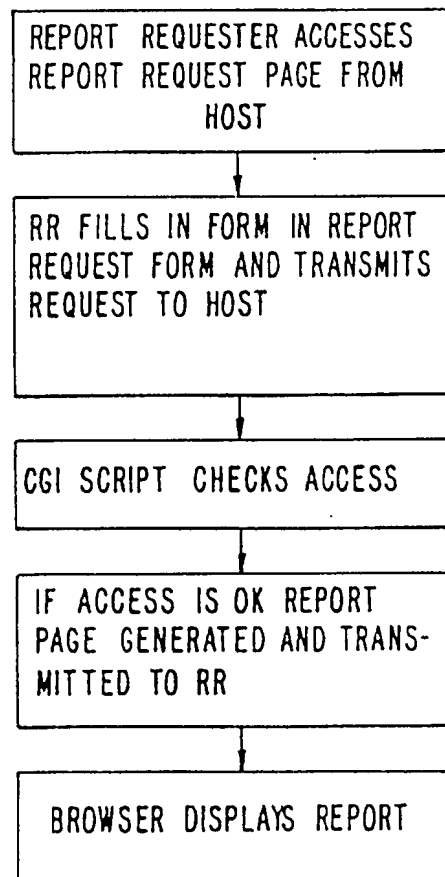 REPORT REQUESTER ACCESSES
REPORT REQUEST PAGE FROM
HOST
RR FILLS IN FORM IN REPORT
REQUEST FORM AND TRANSMITS
REQUEST TO HOST
CGI SCRIPT CHECKS ACCESS
IF ACCESS IS OK REPORT
PAGE GENERATED AND TRANS-
MITTED TO RR
BROWSER DISPLAYS REPORT